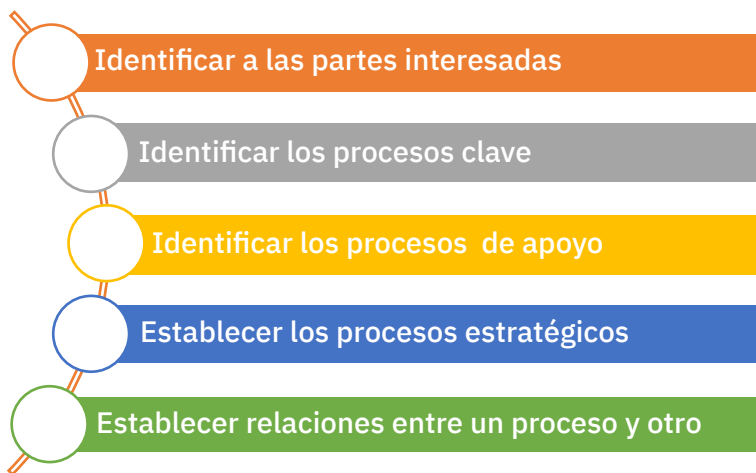 Identificar a las partes interesadas
Identificar los procesos clave
Identificar los procesos de apoyo
Establecer los procesos estratégicos
Establecer relaciones entre un proceso y otro